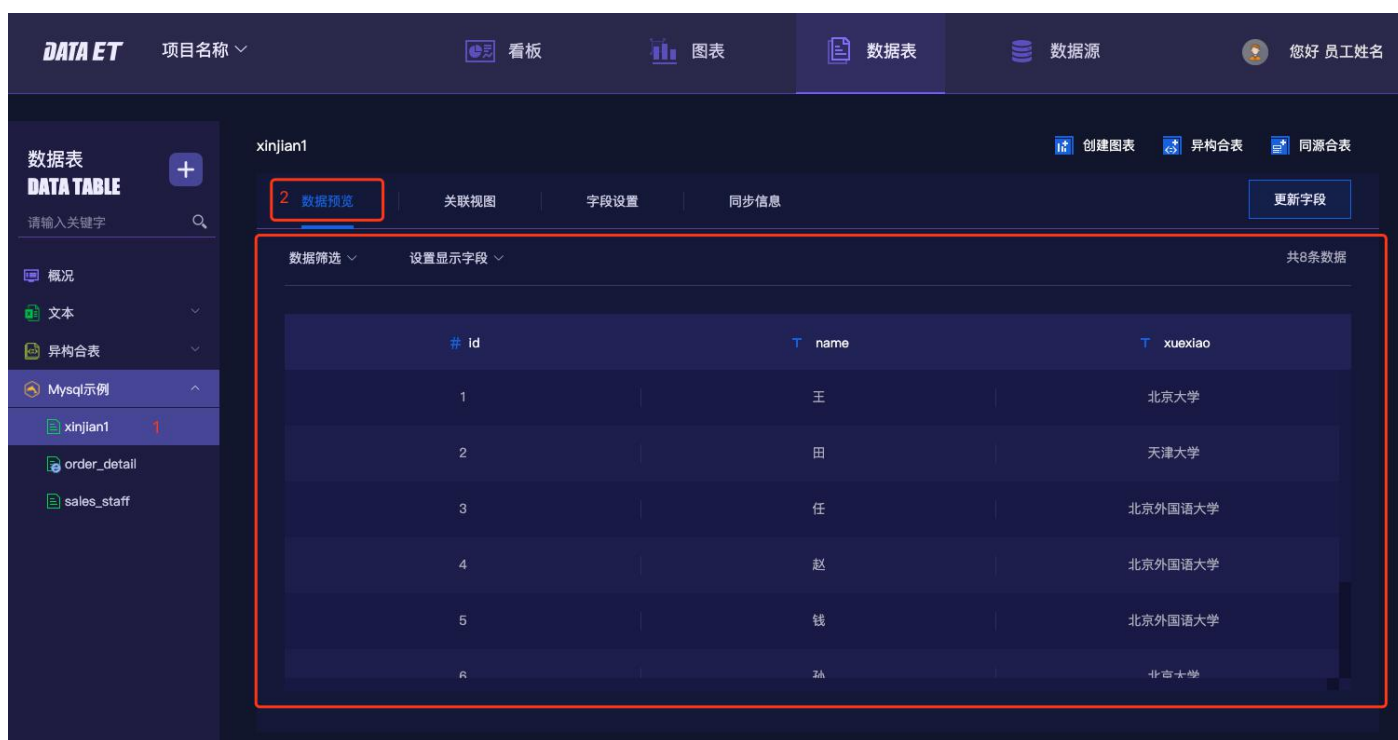 DATA ET 项目名称 看板 图表 数据表 数据源 您好 员工姓名
数据表
DATA TABLE
请输入关键字
概况
文本
异构合表
Mysql示例
xinjian1 1
order_detail
sales_staff
xinjian1 创建图表 异构合表 同源合表
2 数据预览 关联视图 字段设置 同步信息 更新字段
数据筛选 设置显示字段 共8条数据
# id T name T xuexiao
1 王 北京大学
2 田 天津大学
3 任 北京外国语大学
4 赵 北京外国语大学
5 钱 北京外国语大学
6 孙 北京大学